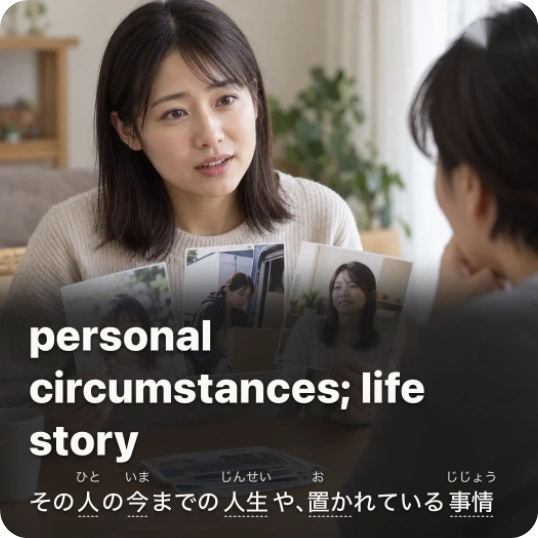 personal
circumstances; life
story
ひと いま じんせい お じじょう
その人の今までの人生や、置かれている事情